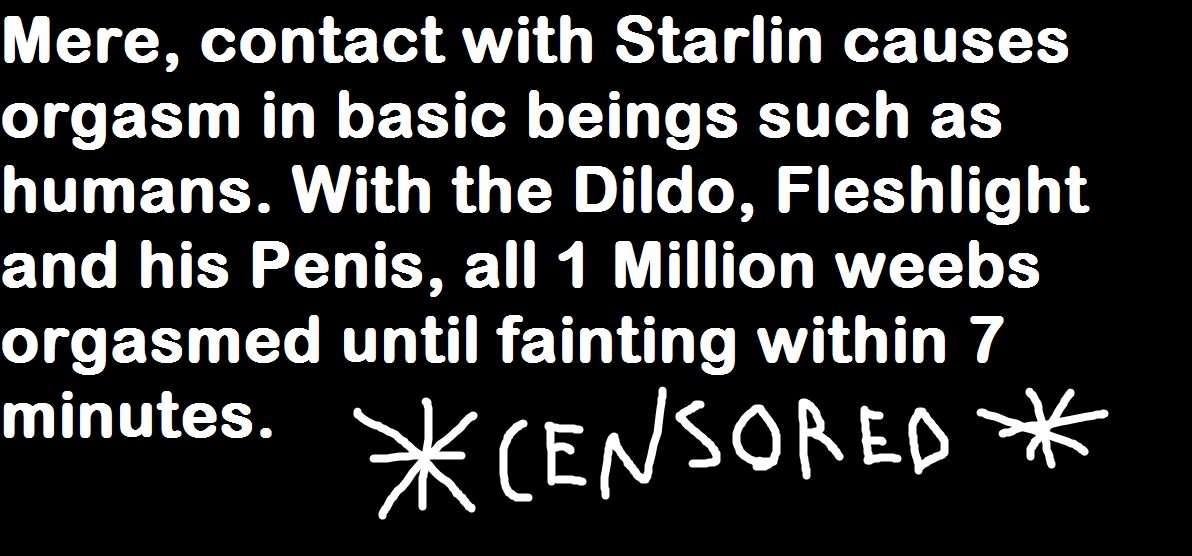 Mere, contact with Starlin causes
orgasm in basic beings such as
humans. With the Dildo, Fleshlight
and his Penis, all 1 Million weebs
orgasmed until fainting within 7
minutes.
*CENSORED*